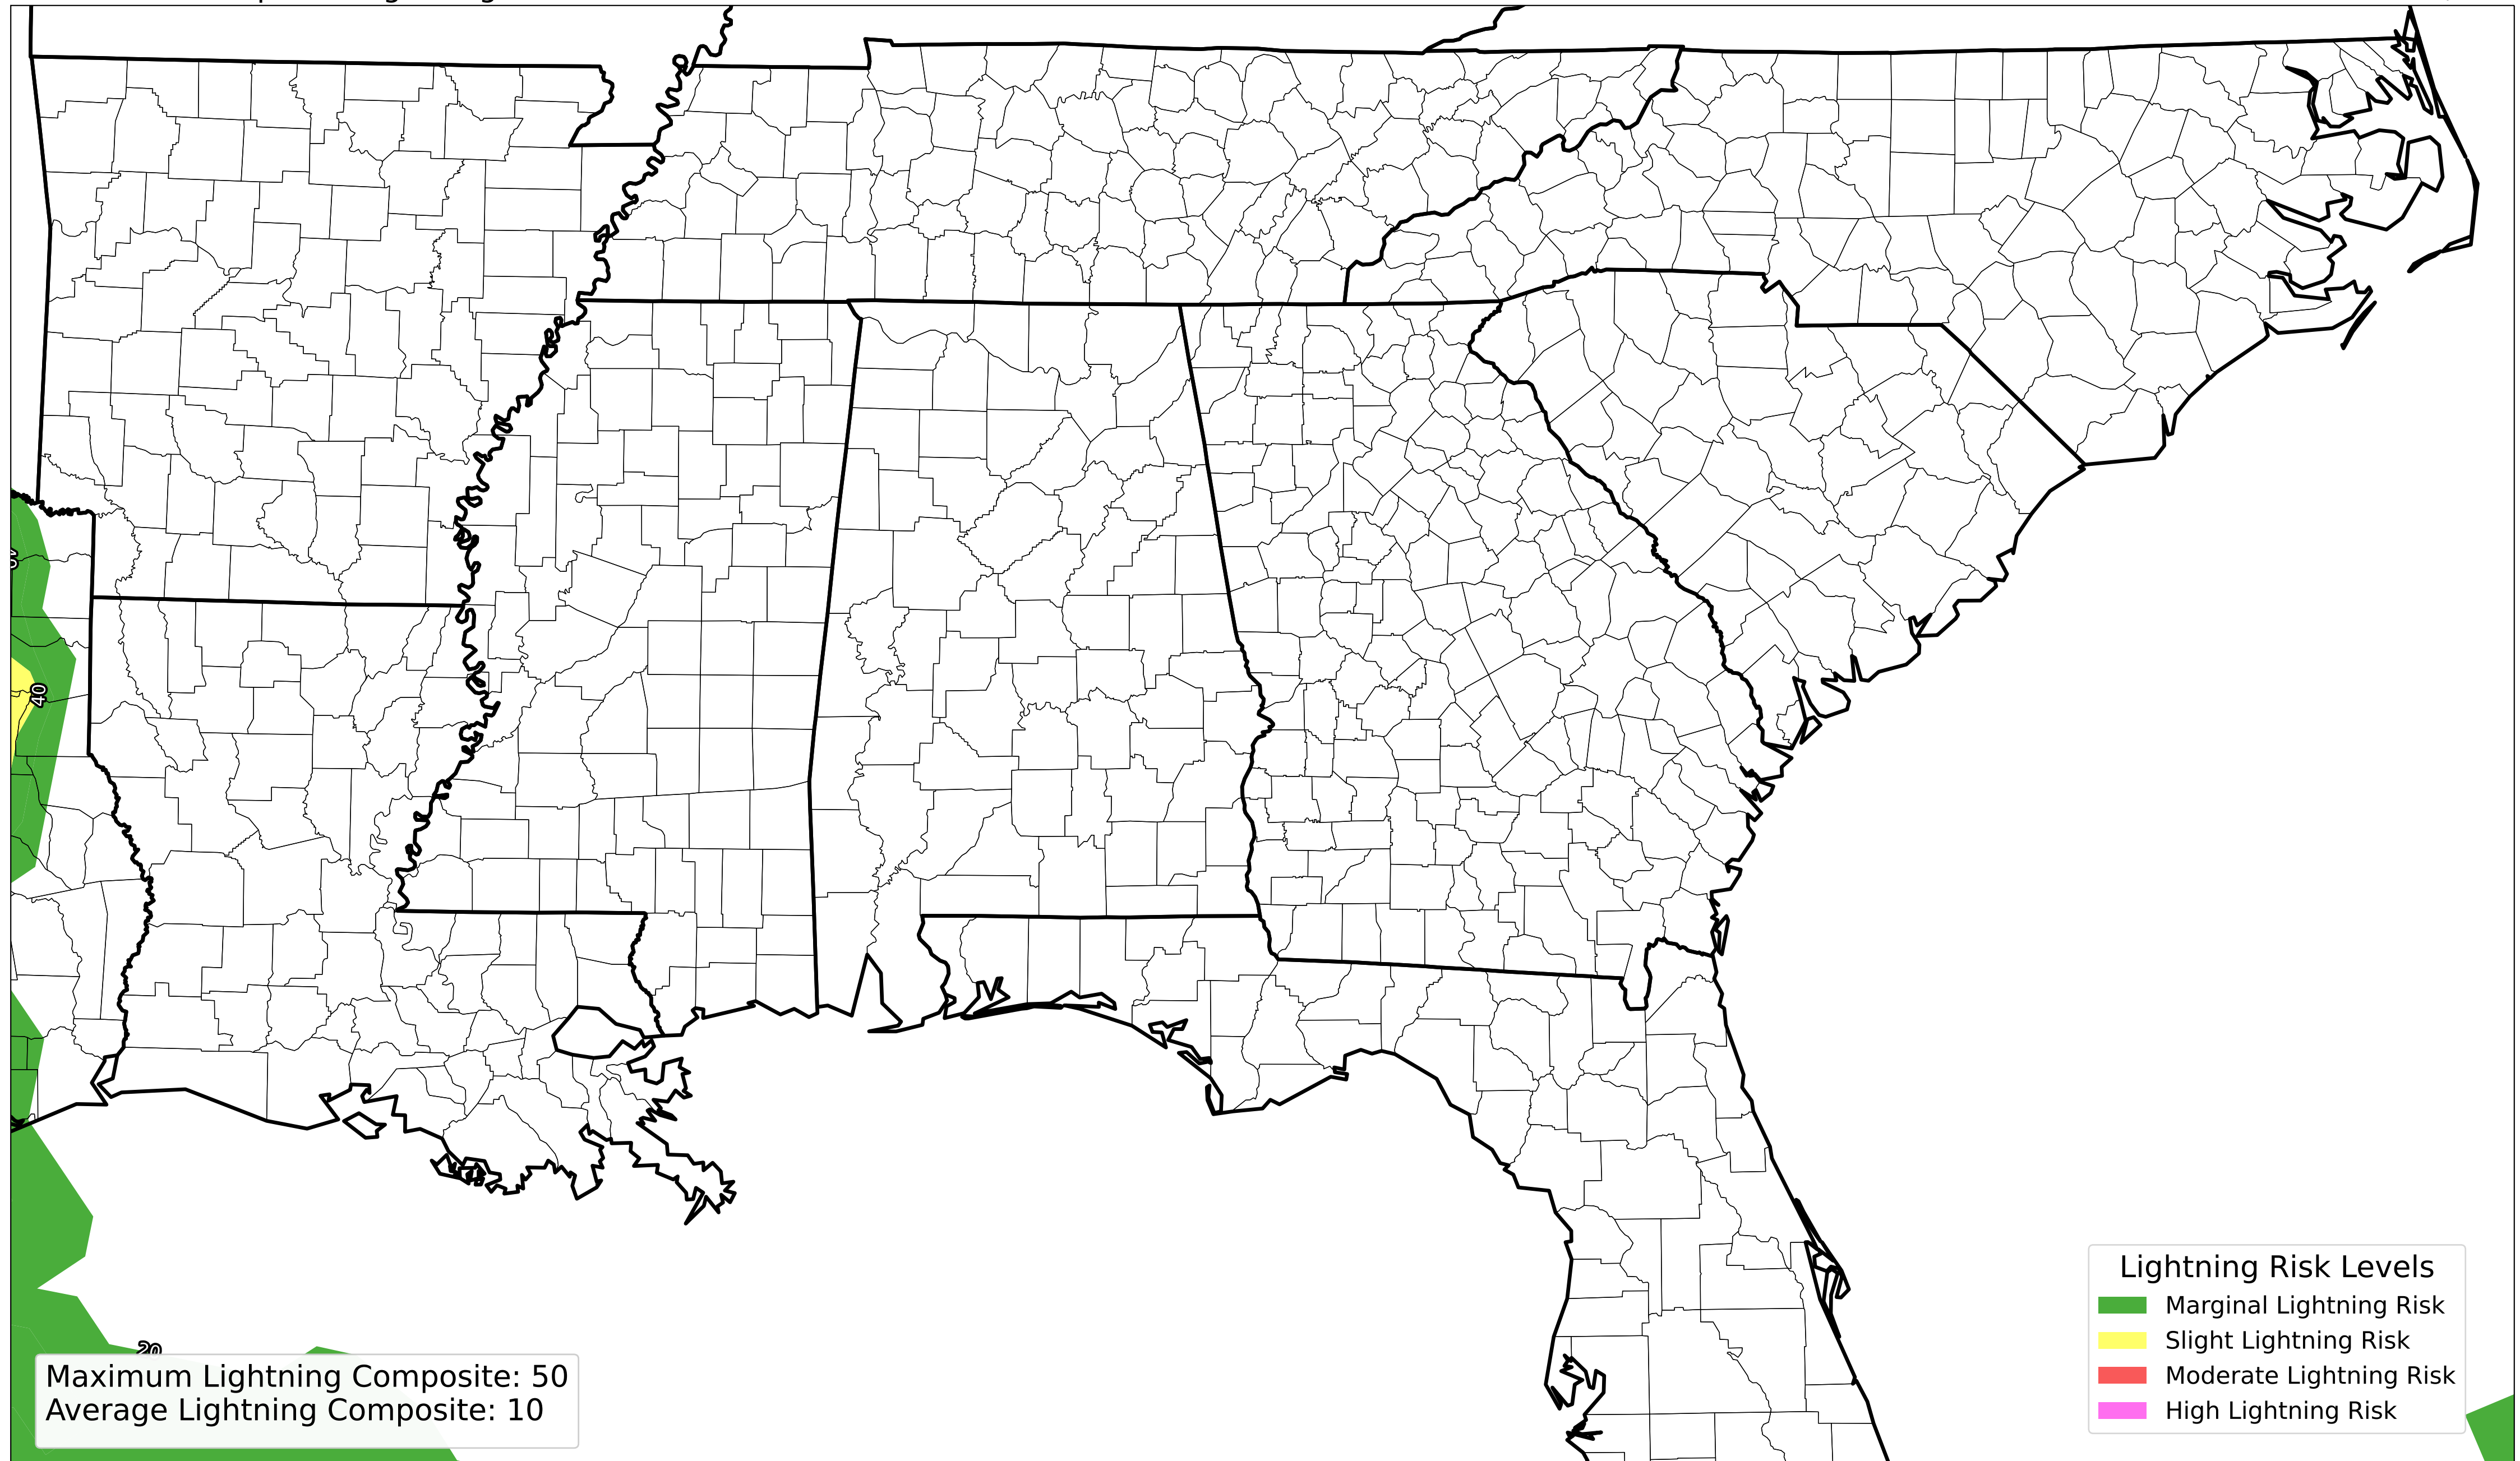 40
20
Maximum Lightning Composite: 50
Average Lightning Composite: 10
Lightning Risk Levels
Marginal Lightning Risk
Slight Lightning Risk
Moderate Lightning Risk
High Lightning Risk